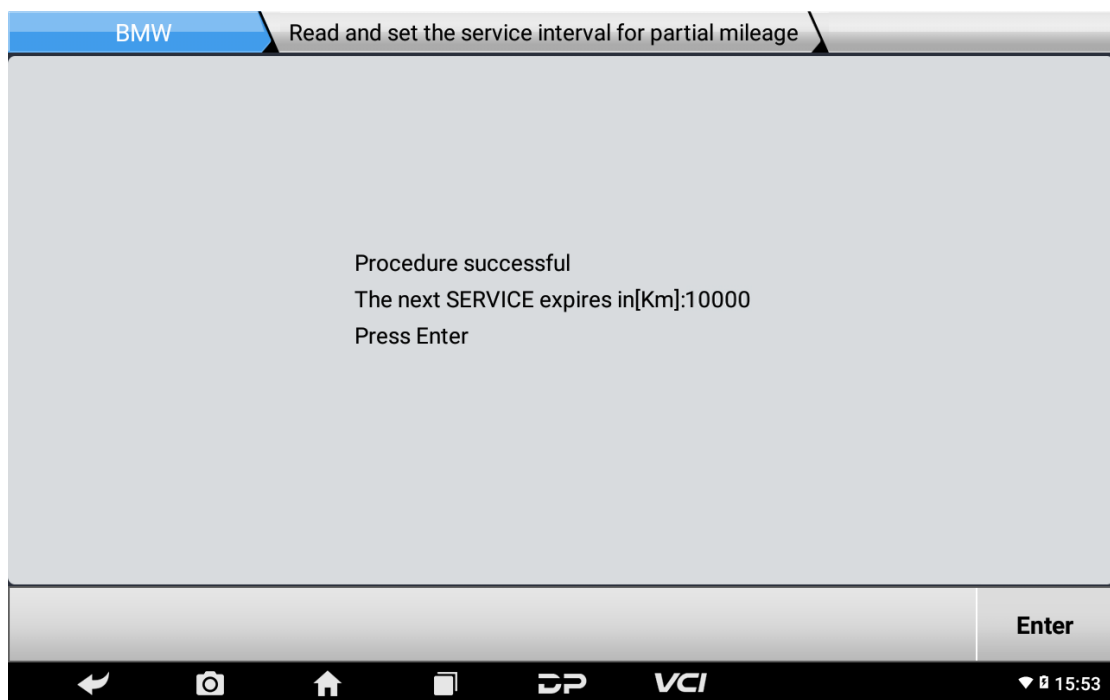 BMW
Read and set the service interval for partial mileage
Procedure successful
The next SERVICE expires in[Km]:10000
Press Enter
Enter
DP
VCI
15:53